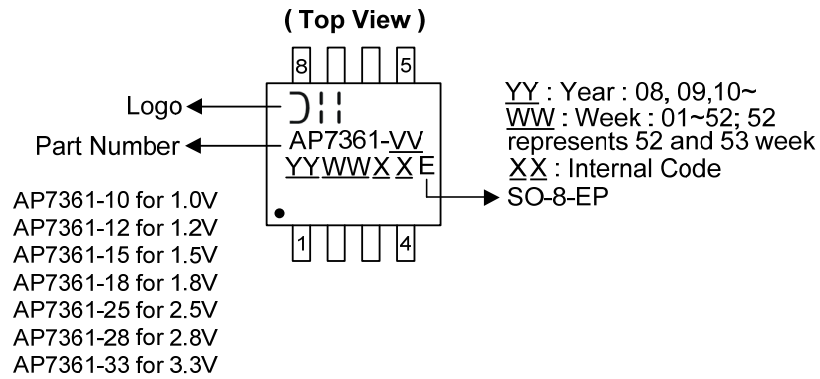 ( Top View )
8 5
Logo
Part Number
AP7361-VV
YYWWXXE
1 4
YY : Year : 08, 09,10~
WW : Week : 01~52; 52
represents 52 and 53 week
XX : Internal Code
SO-8-EP
AP7361-10 for 1.0V
AP7361-12 for 1.2V
AP7361-15 for 1.5V
AP7361-18 for 1.8V
AP7361-25 for 2.5V
AP7361-28 for 2.8V
AP7361-33 for 3.3V